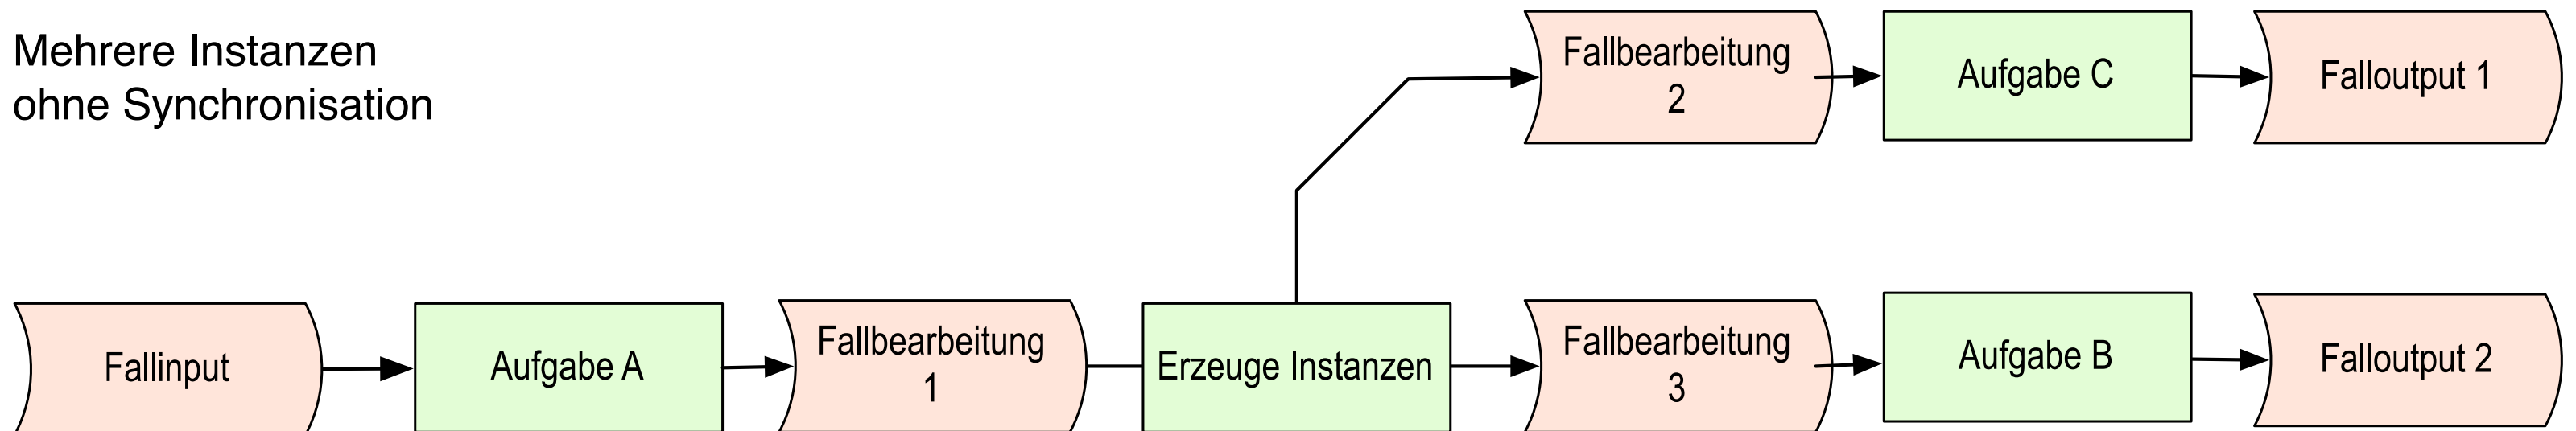 Mehrere Instanzen
ohne Synchronisation
Fallbearbeitung
2
Aufgabe C
Falloutput 1
Fallinput
Aufgabe A
Fallbearbeitung
1
Erzeuge Instanzen
Fallbearbeitung
3
Aufgabe B
Falloutput 2